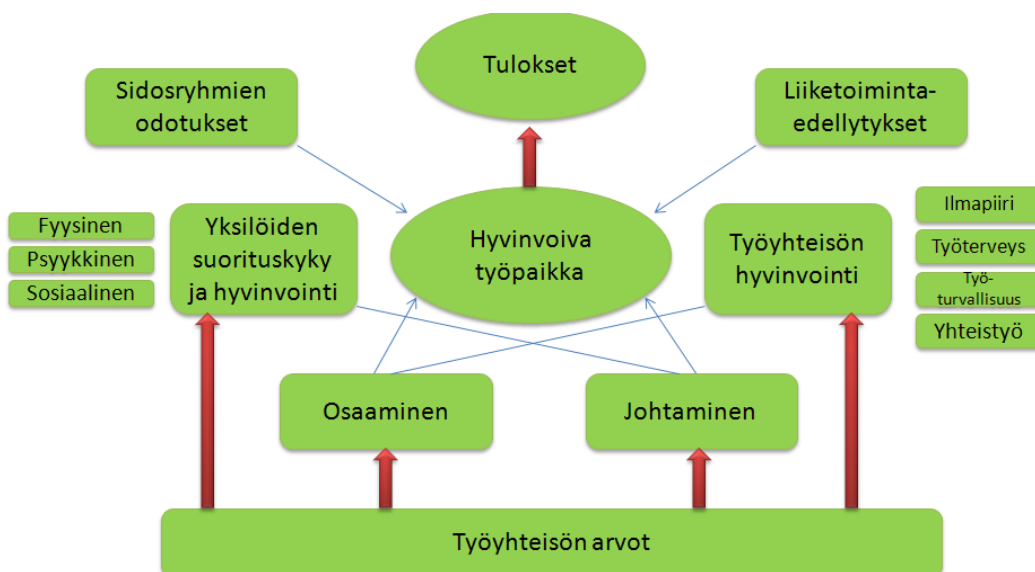 Tulokset
Sidosryhmien
odotukset
Liiketoiminta-
edellytykset
Fyysinen
Psyykkinen
Sosiaalinen
Yksilöiden
suorituskyky
ja hyvinvointi
Hyvinvoiva
työpaikka
Työyhteisön
hyvinvointi
Ilmapiiri
Työterveys
Työ-
turvallisuus
Yhteistyö
Osaaminen
Johtaminen
Työyhteisön arvot